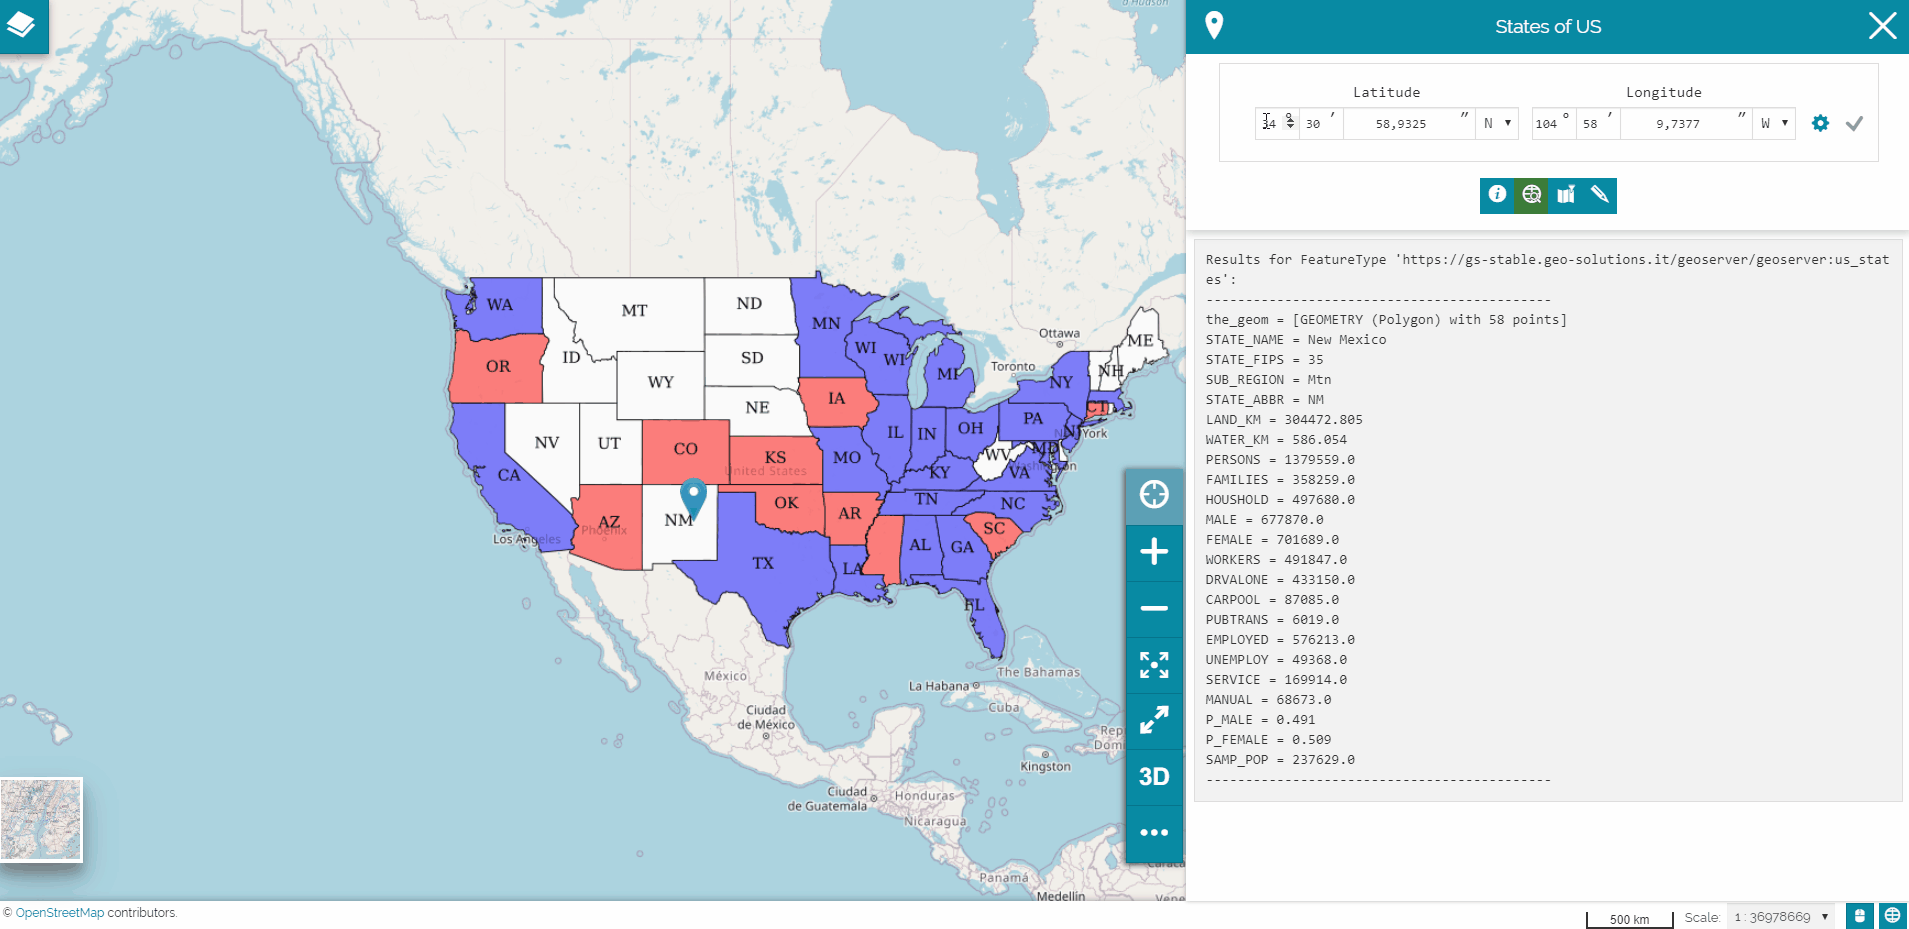 d'Hudson
States of US
Latitude
Longitude
34 ° 30 ′ 58,9325 ″ N ▼ 104 ° 58 ′ 9,7377 ″ W ▼
Results for FeatureType 'https://gs-stable.geo-solutions.it/geoserver/geoserver:us_stat
es':
--------------------------------------------
the_geom = [GEOMETRY (Polygon) with 58 points]
STATE_NAME = New Mexico
STATE_FIPS = 35
SUB_REGION = Mtn
STATE_ABBR = NM
LAND_KM = 304472.805
WATER_KM = 586.054
PERSONS = 1379559.0
FAMILIES = 358259.0
HOUSHOLD = 497680.0
MALE = 677870.0
FEMALE = 701689.0
WORKERS = 491847.0
DRVALONE = 433150.0
CARPOOL = 87085.0
PUBTRANS = 6019.0
EMPLOYED = 576213.0
UNEMPLOY = 49368.0
SERVICE = 169914.0
MANUAL = 68673.0
P_MALE = 0.491
P_FEMALE = 0.509
SAMP_POP = 237629.0
--------------------------------------------
WA
MT
ND
MN
OR
ID
SD
WI
WI
Ottawa
ME
WY
MI
Toronto
NH
NY
NE
IA
CT
NV
UT
CO
KS
United States
MO
IL
IN
OH
PA
NJ
York
CA
KY
WV
MD
VA
Washington
AZ
Phoenix
NM
OK
AR
TN
NC
SC
Los Angeles
TX
LA
AL
GA
FL
México
Ciudad
de México
La Habana
The Bahamas
Cuba
Rep
Domi
Kingston
Ciudad
de Guatemala
Honduras
Nicaragua
Panamá
Medellín
Caraca
Vene
3D
© OpenStreetMap contributors.
500 km
Scale: 1 : 36978669 ▼